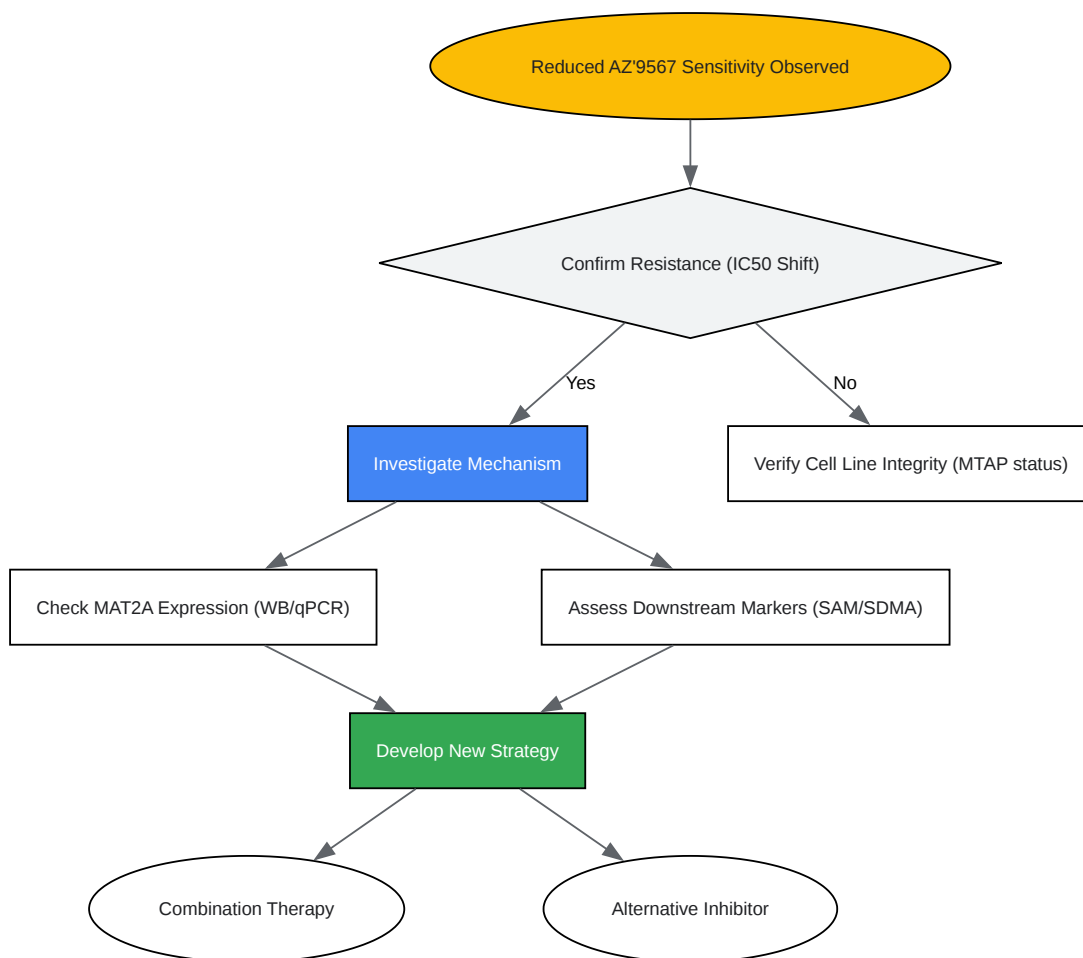 Reduced AZ'9567 Sensitivity Observed
Confirm Resistance (IC50 Shift)
Yes
No
Investigate Mechanism
Verify Cell Line Integrity (MTAP status)
Check MAT2A Expression (WB/qPCR)
Assess Downstream Markers (SAM/SDMA)
Develop New Strategy
Combination Therapy
Alternative Inhibitor